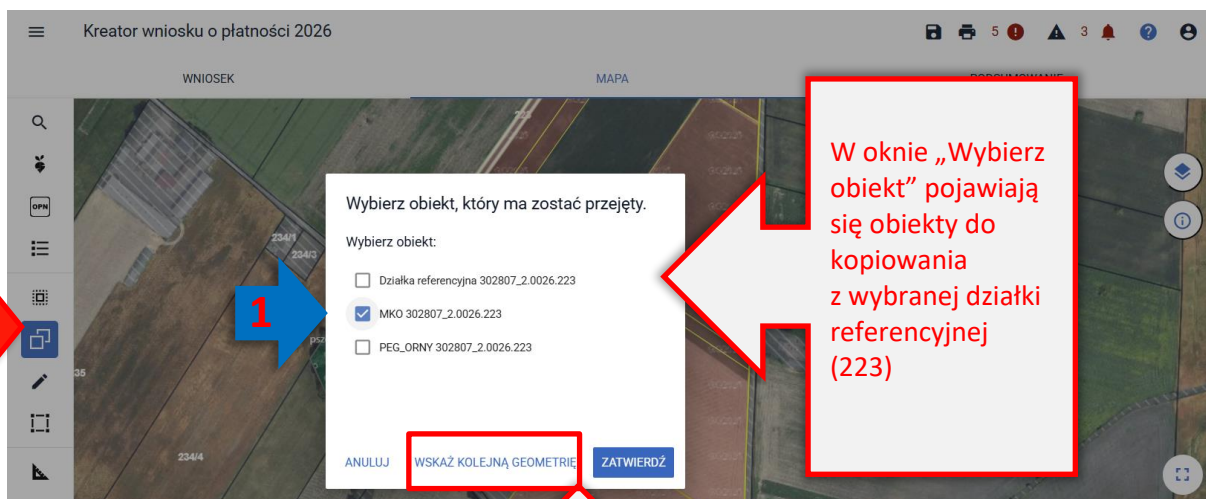 Kreator wniosku o płatności 2026
5
3
WNIOSEK
MAPA
OPN
234/1
234/3
35
234/4
1
Wybierz obiekt, który ma zostać przejęty.
Wybierz obiekt:
Działka referencyjna 302807_2.0026.223
MKO 302807_2.0026.223
PEG_ORNY 302807_2.0026.223
ANULUJ
WSKAŻ KOLEJNĄ GEOMETRIĘ
ZATWIERDŹ
W oknie „Wybierz
obiekt” pojawiają
się obiekty do
kopiowania
z wybranej działki
referencyjnej
(223)